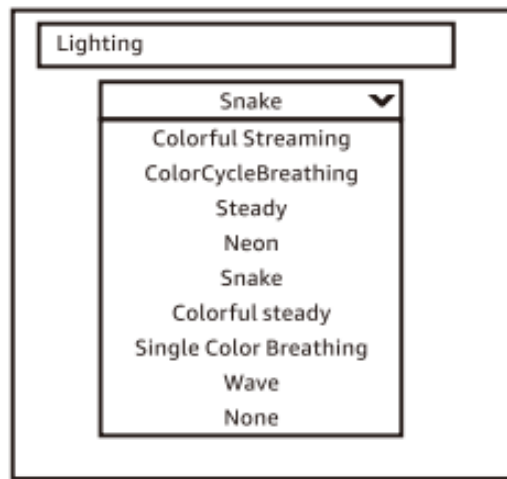 Lighting
Snake
Colorful Streaming
ColorCycleBreathing
Steady
Neon
Snake
Colorful steady
Single Color Breathing
Wave
None